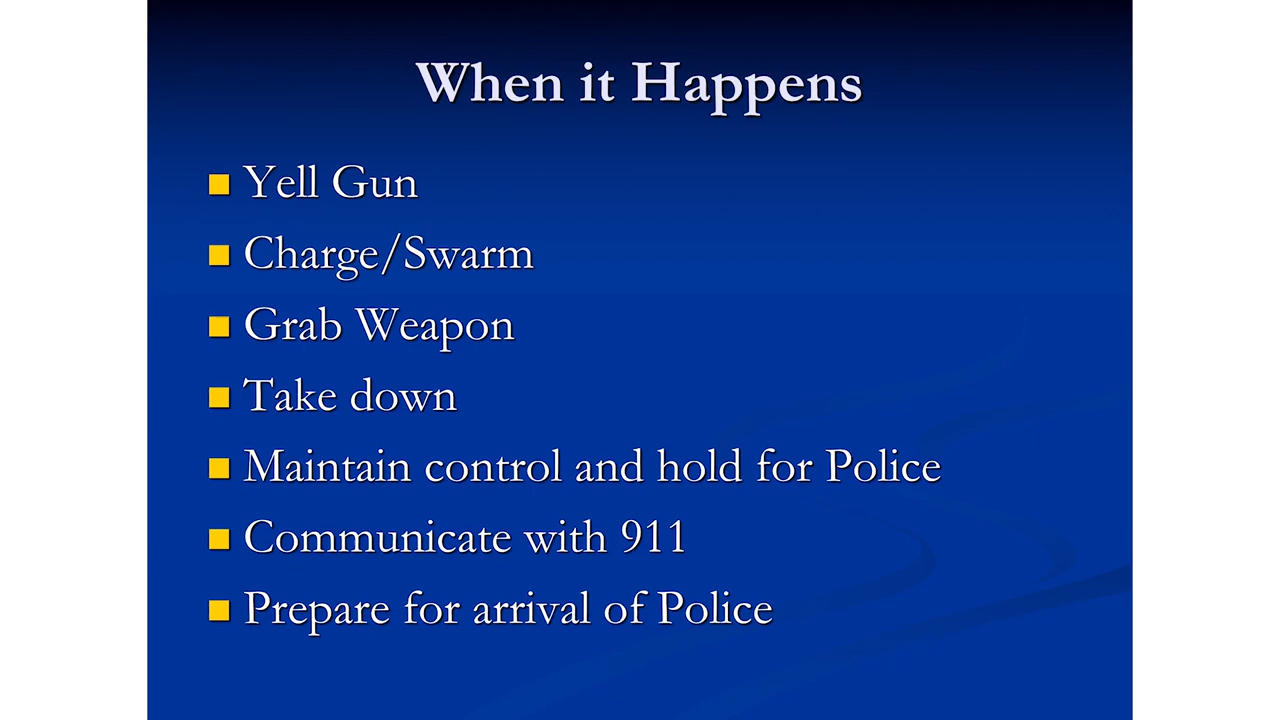 When it Happens
Yell Gun
Charge/Swarm
Grab Weapon
Take down
Maintain control and hold for Police
Communicate with 911
Prepare for arrival of Police